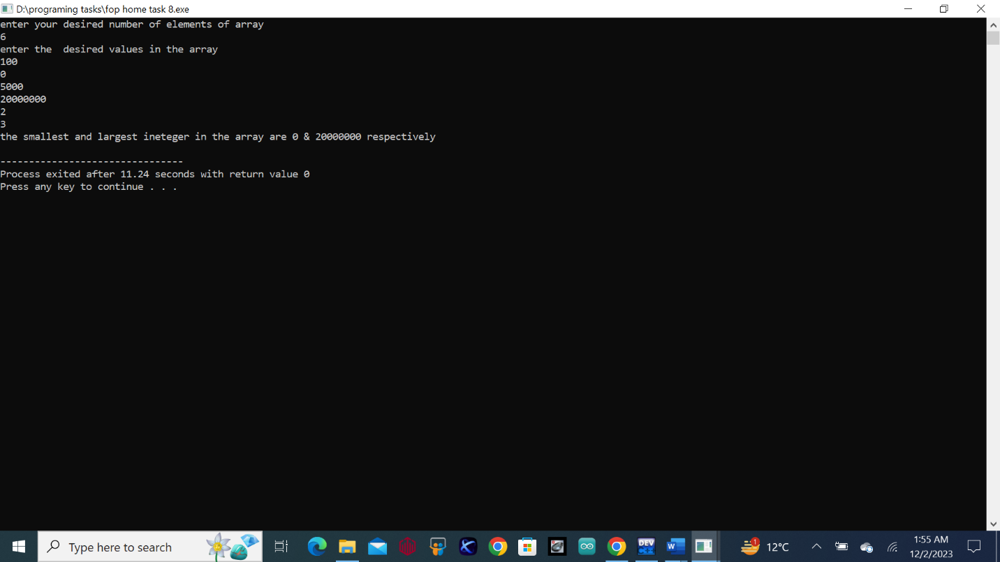 D:\programing tasks\fop home task 8.exe
enter your desired number of elements of array
6
enter the  desired values in the array
100
0
5000
20000000
2
3
the smallest and largest ineteger in the array are 0 & 20000000 respectively
--------------------------------
Process exited after 11.24 seconds with return value 0
Press any key to continue . . .
Type here to search
DEV
C++
W
1
12°C
1:55 AM
12/2/2023